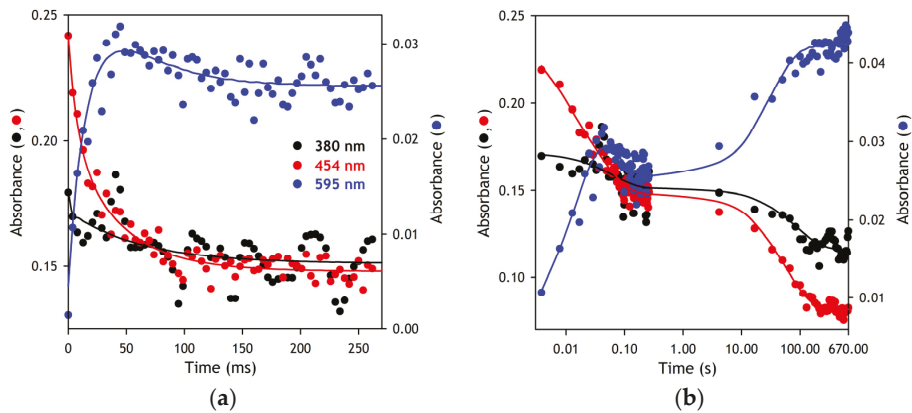 0.25
0.20
0.15
0.03
0.02
0.01
0.00
Absorbance (●, ●)
Absorbance (●)
380 nm
454 nm
595 nm
0 50 100 150 200 250
Time (ms)
(a)
0.25
0.20
0.15
0.10
0.04
0.03
0.02
0.01
Absorbance (●, ●)
Absorbance (●)
0.01 0.10 1.00 10.00 100.00 670.00
Time (s)
(b)